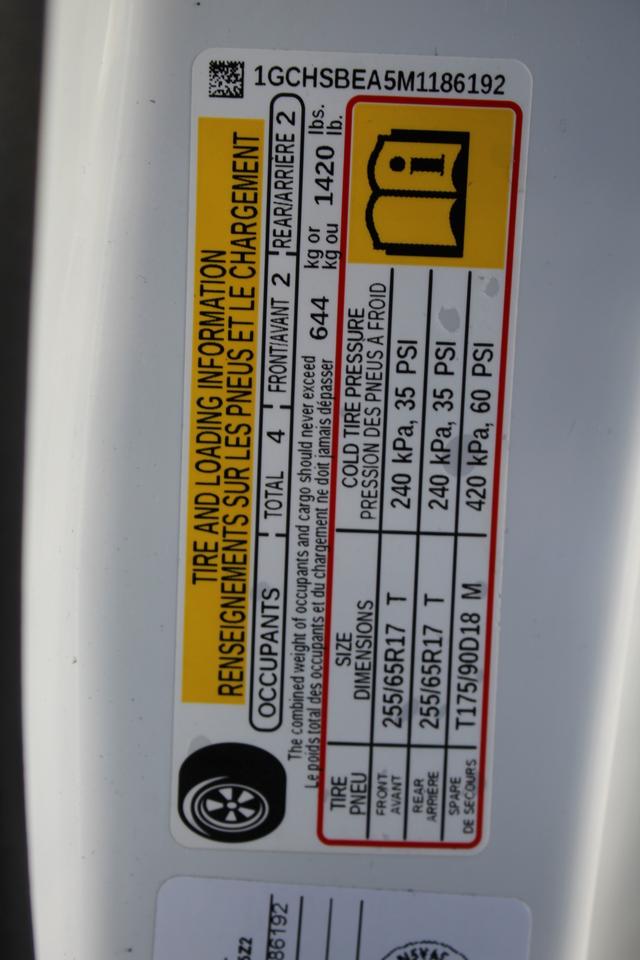 1GCHSBEA5M1186192
TIRE AND LOADING INFORMATION
RENSEIGNEMENTS SUR LES PNEUS ET LE CHARGEMENT
OCCUPANTS TOTAL 4 FRONT/AVANT 2 REAR/ARRIÈRE 2
The combined weight of occupants and cargo should never exceed 644 kg or 1420 lbs.
Le poids total des occupants et du chargement ne doit jamais dépasser kg ou lb.
TIRE SIZE COLD TIRE PRESSURE
PNEU DIMENSIONS PRESSION DES PNEUS À FROID
FRONT
AVANT 255/65R17 T 240 kPa, 35 PSI
REAR
ARRIÈRE 255/65R17 T 240 kPa, 35 PSI
SPARE
DE SECOURS T175/90D18 M 420 kPa, 60 PSI
86192